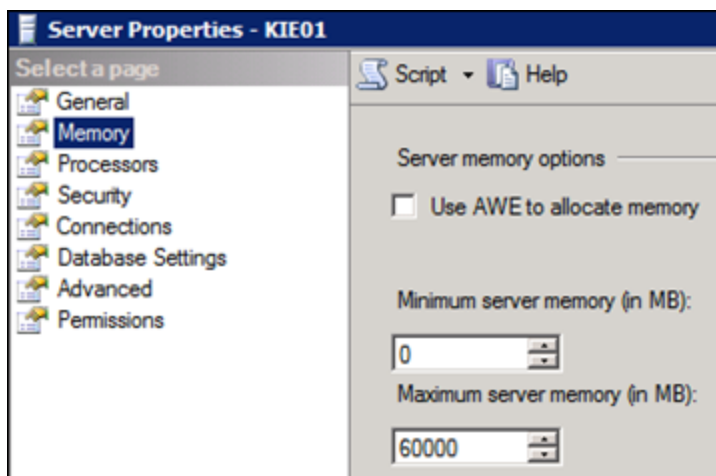 Server Properties - KIE01
Select a page
General
Memory
Processors
Security
Connections
Database Settings
Advanced
Permissions
Script Help
Server memory options
Use AWE to allocate memory
Minimum server memory (in MB):
0
Maximum server memory (in MB):
60000